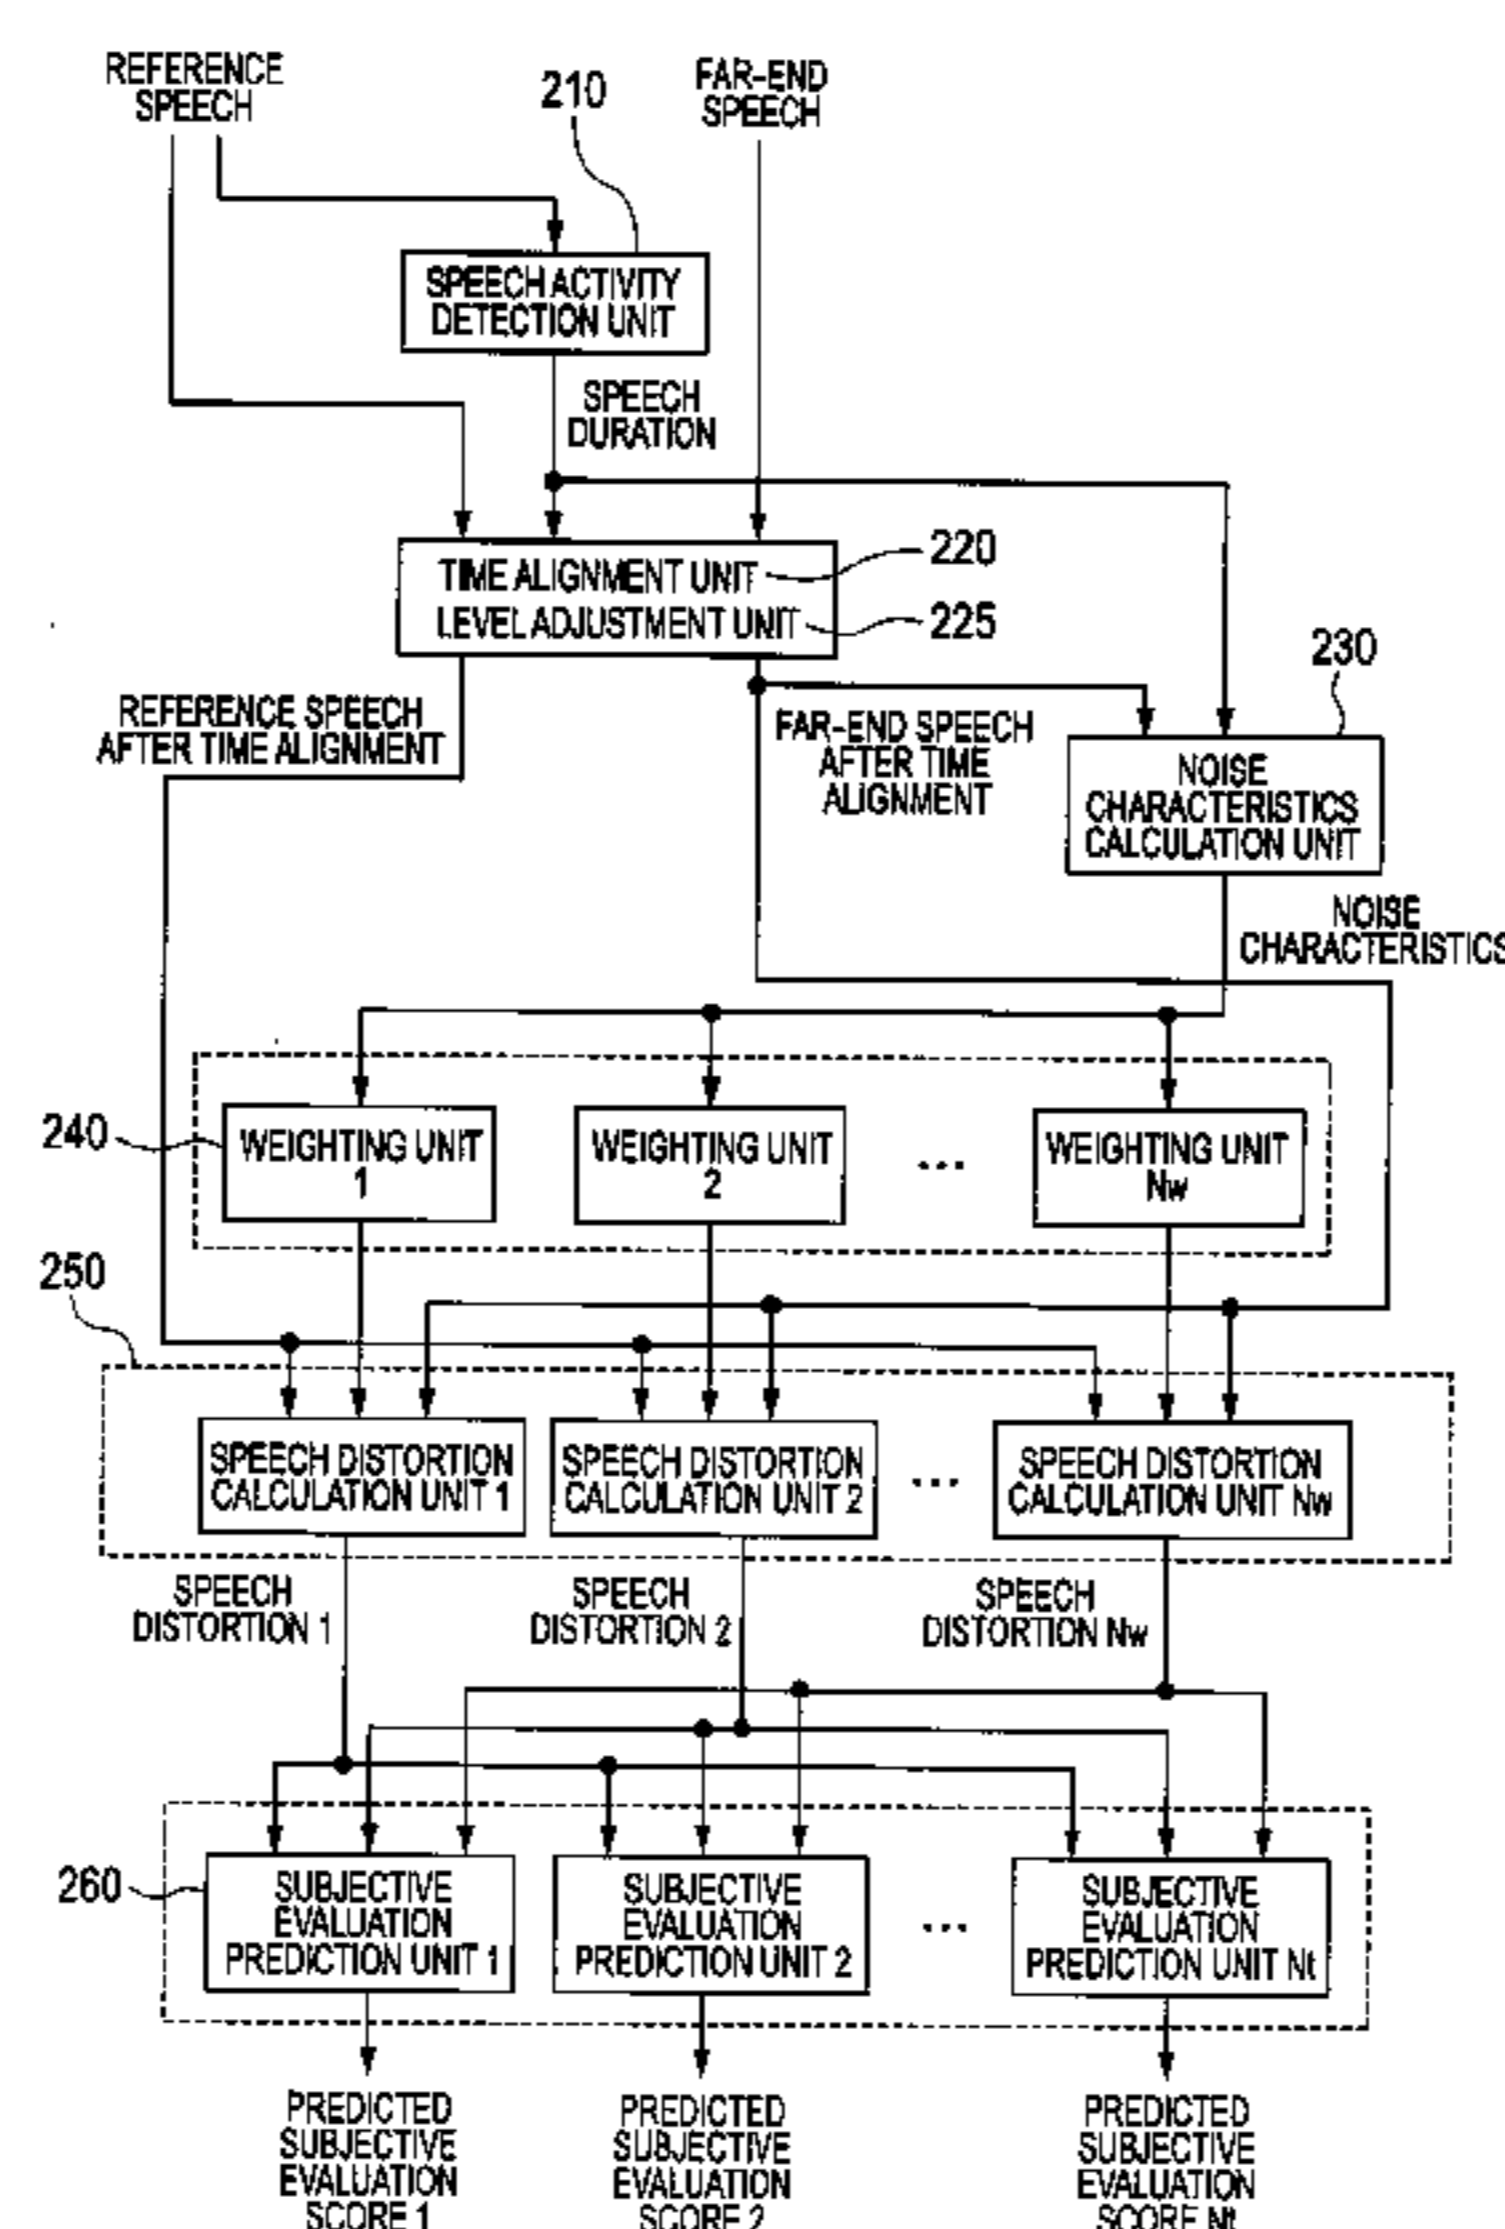 REFERENCE
SPEECH
210
FAR-END
SPEECH
SPEECH ACTIVITY
DETECTION UNIT
SPEECH
DURATION
TIME ALIGNMENT UNIT
220
LEVEL ADJUSTMENT UNIT
225
230
REFERENCE SPEECH
AFTER TIME ALIGNMENT
FAR-END SPEECH
AFTER TIME
ALIGNMENT
NOISE
CHARACTERISTICS
CALCULATION UNIT
NOISE
CHARACTERISTICS
240
WEIGHTING UNIT
1
WEIGHTING UNIT
2
...
WEIGHTING UNIT
Nw
250
SPEECH DISTORTION
CALCULATION UNIT 1
SPEECH DISTORTION
CALCULATION UNIT 2
...
SPEECH DISTORTION
CALCULATION UNIT Nw
SPEECH
DISTORTION 1
SPEECH
DISTORTION 2
SPEECH
DISTORTION Nw
260
SUBJECTIVE
EVALUATION
PREDICTION UNIT 1
SUBJECTIVE
EVALUATION
PREDICTION UNIT 2
...
SUBJECTIVE
EVALUATION
PREDICTION UNIT Nt
PREDICTED
SUBJECTIVE
EVALUATION
SCORE 1
PREDICTED
SUBJECTIVE
EVALUATION
SCORE 2
PREDICTED
SUBJECTIVE
EVALUATION
SCORE Nt